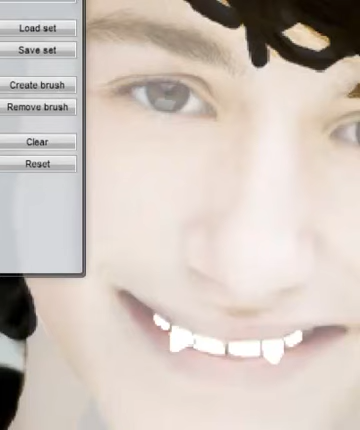 Load set
Save set
Create brush
Remove brush
Clear
Reset